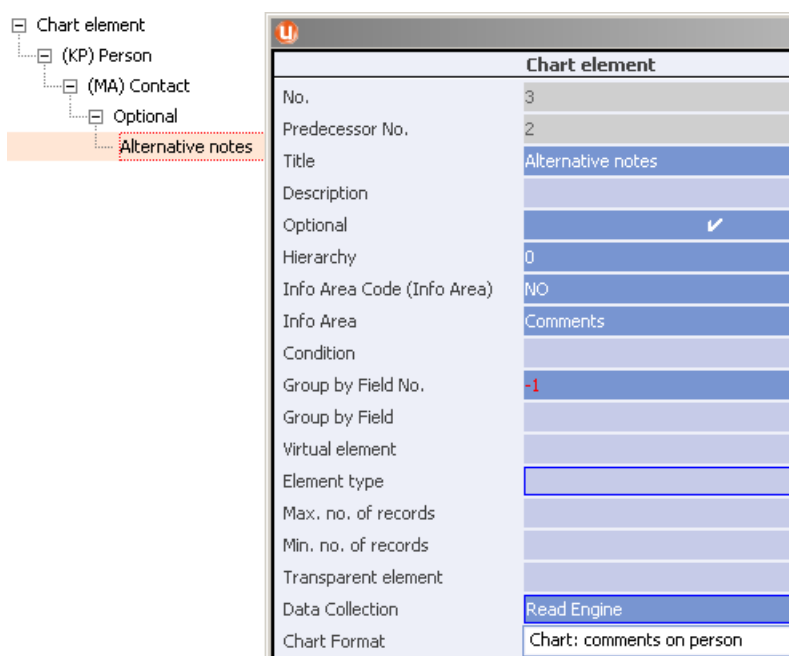 Chart element
(KP) Person
(MA) Contact
Optional
Alternative notes
u
Chart element
No. 3
Predecessor No. 2
Title Alternative notes
Description
Optional ✔
Hierarchy 0
Info Area Code (Info Area) NO
Info Area Comments
Condition
Group by Field No. -1
Group by Field
Virtual element
Element type
Max. no. of records
Min. no. of records
Transparent element
Data Collection Read Engine
Chart Format Chart: comments on person